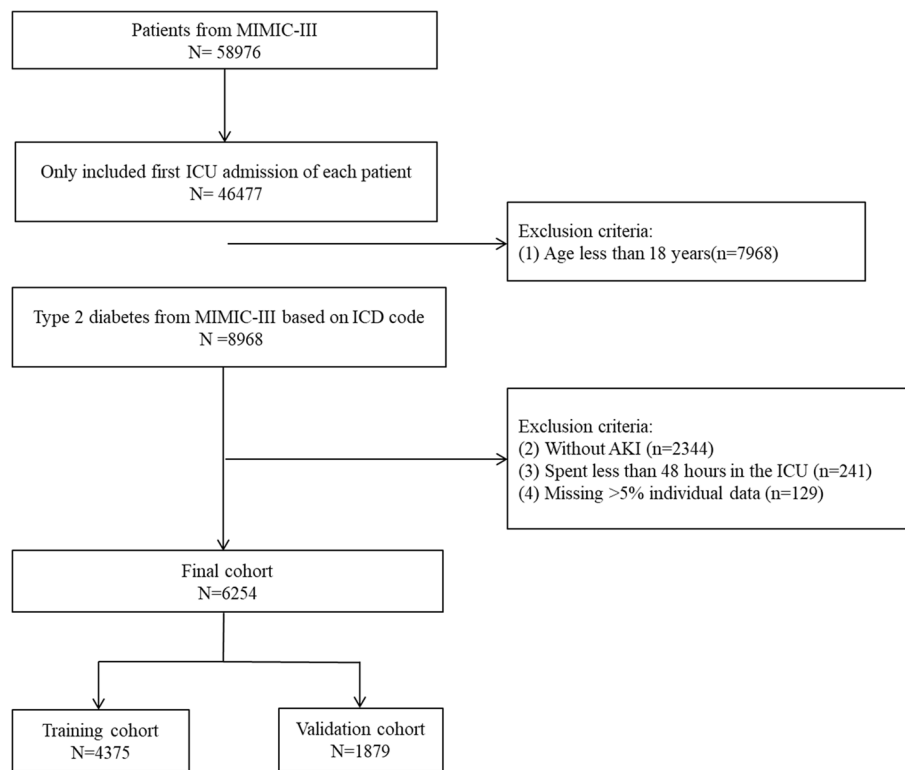 Patients from MIMIC-III
N= 58976
Only included first ICU admission of each patient
N= 46477
Exclusion criteria:
(1) Age less than 18 years(n=7968)
Type 2 diabetes from MIMIC-III based on ICD code
N =8968
Exclusion criteria:
(2) Without AKI (n=2344)
(3) Spent less than 48 hours in the ICU (n=241)
(4) Missing >5% individual data (n=129)
Final cohort
N=6254
Training cohort
N=4375
Validation cohort
N=1879